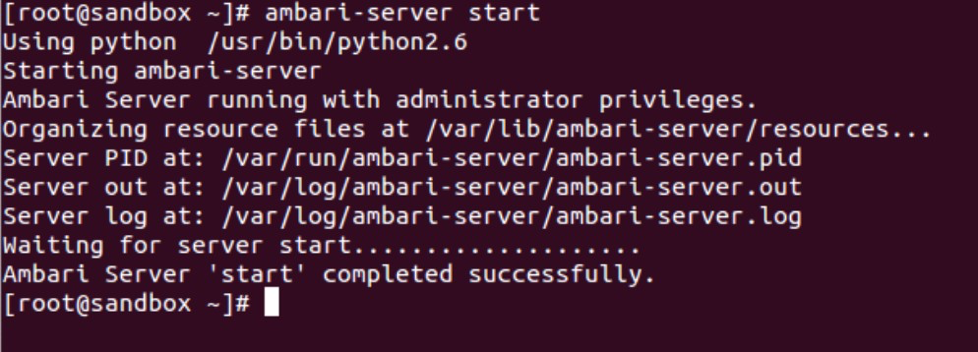 [root@sandbox ~]# ambari-server start
Using python  /usr/bin/python2.6
Starting ambari-server
Ambari Server running with administrator privileges.
Organizing resource files at /var/lib/ambari-server/resources...
Server PID at: /var/run/ambari-server/ambari-server.pid
Server out at: /var/log/ambari-server/ambari-server.out
Server log at: /var/log/ambari-server/ambari-server.log
Waiting for server start....................
Ambari Server 'start' completed successfully.
[root@sandbox ~]#